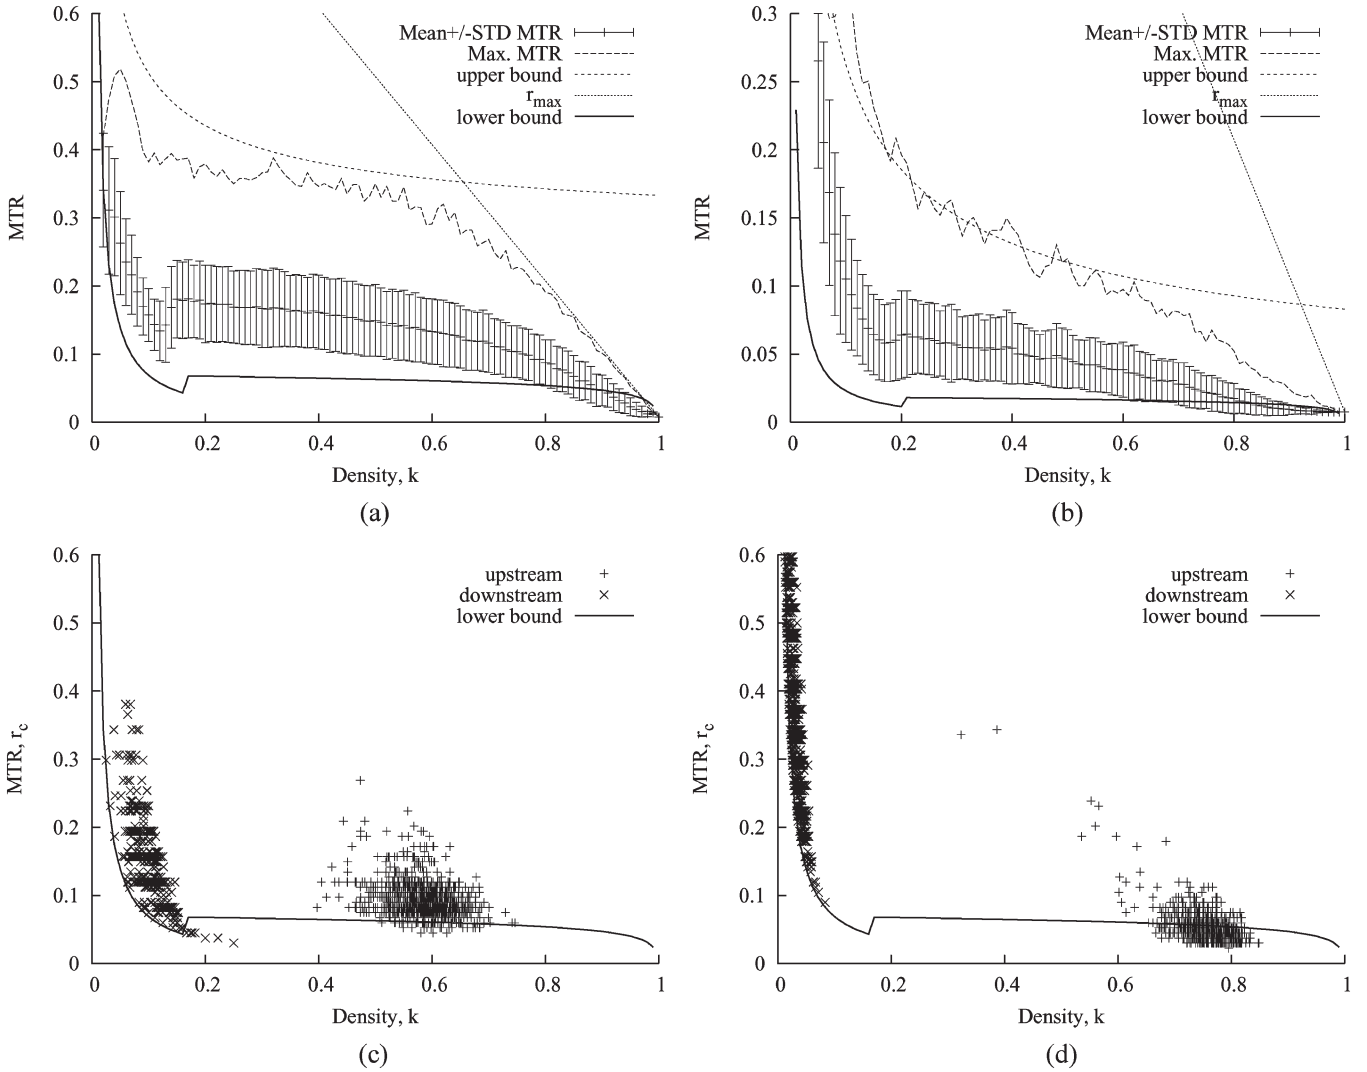 0.6
0.5
0.4
0.3
0.2
0.1
0
MTR
Mean+/-STD MTR
Max. MTR
upper bound
r_max
lower bound
0 0.2 0.4 0.6 0.8 1
Density, k
(a)
0.3
0.25
0.2
0.15
0.1
0.05
0
MTR
Mean+/-STD MTR
Max. MTR
upper bound
r_max
lower bound
0 0.2 0.4 0.6 0.8 1
Density, k
(b)
0.6
0.5
0.4
0.3
0.2
0.1
0
MTR, r_c
upstream
downstream
lower bound
0 0.2 0.4 0.6 0.8 1
Density, k
(c)
0.6
0.5
0.4
0.3
0.2
0.1
0
MTR, r_c
upstream
downstream
lower bound
0 0.2 0.4 0.6 0.8 1
Density, k
(d)